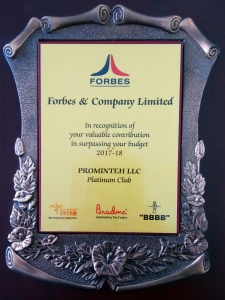 FORBES
Forbes & Company Limited
In recognition of
your valuable contribution
in surpassing your budget
2017-18
PROMINTEH LLC
Platinum Club
TOTEM
Bradma
"BBBB"